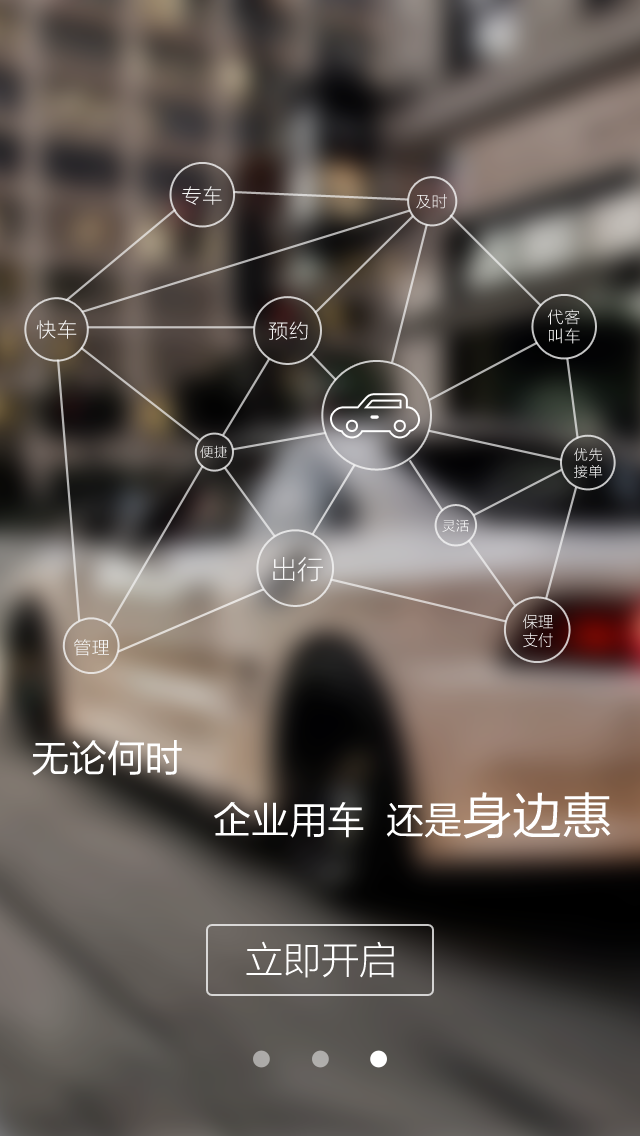 专车
及时
快车
预约
代客
叫车
便捷
优先
接单
灵活
出行
管理
保理
支付
无论何时
企业用车 还是身边惠
立即开启